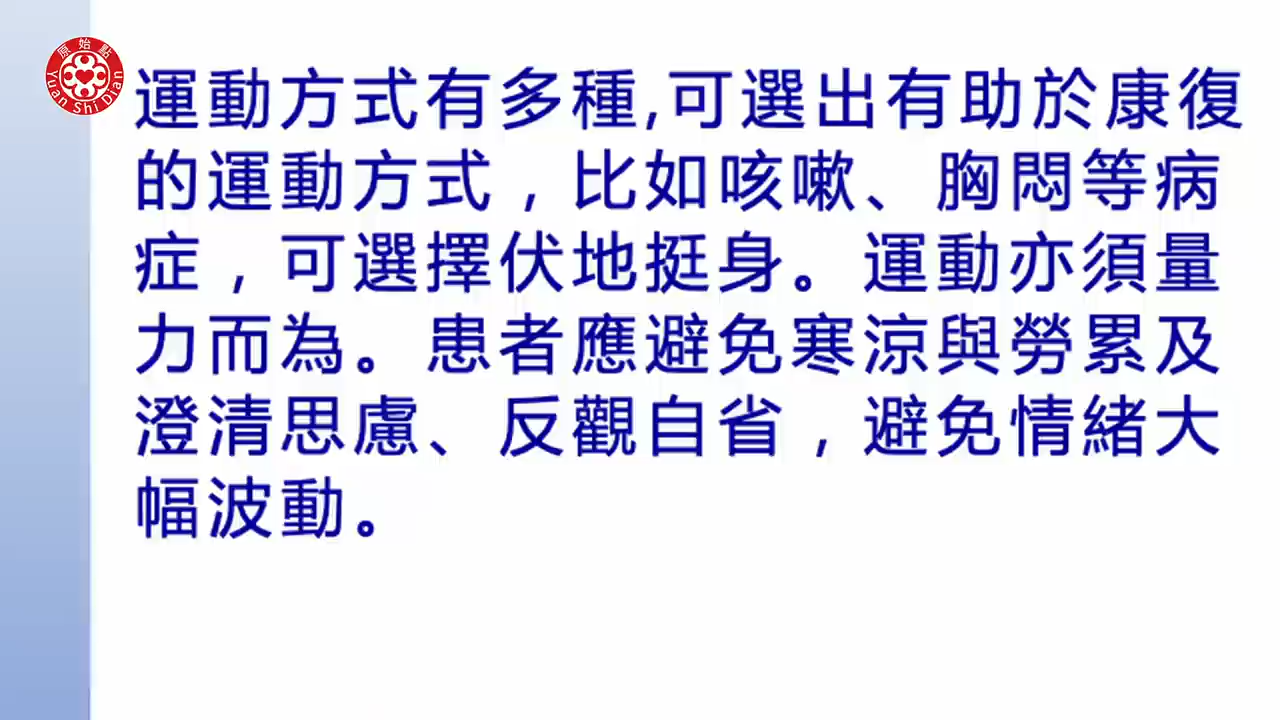 原始點
Yuan Shi Dian
運動方式有多種,可選出有助於康復
的運動方式，比如咳嗽、胸悶等病
症，可選擇伏地挺身。運動亦須量
力而為。患者應避免寒涼與勞累及
澄清思慮、反觀自省，避免情緒大
幅波動。